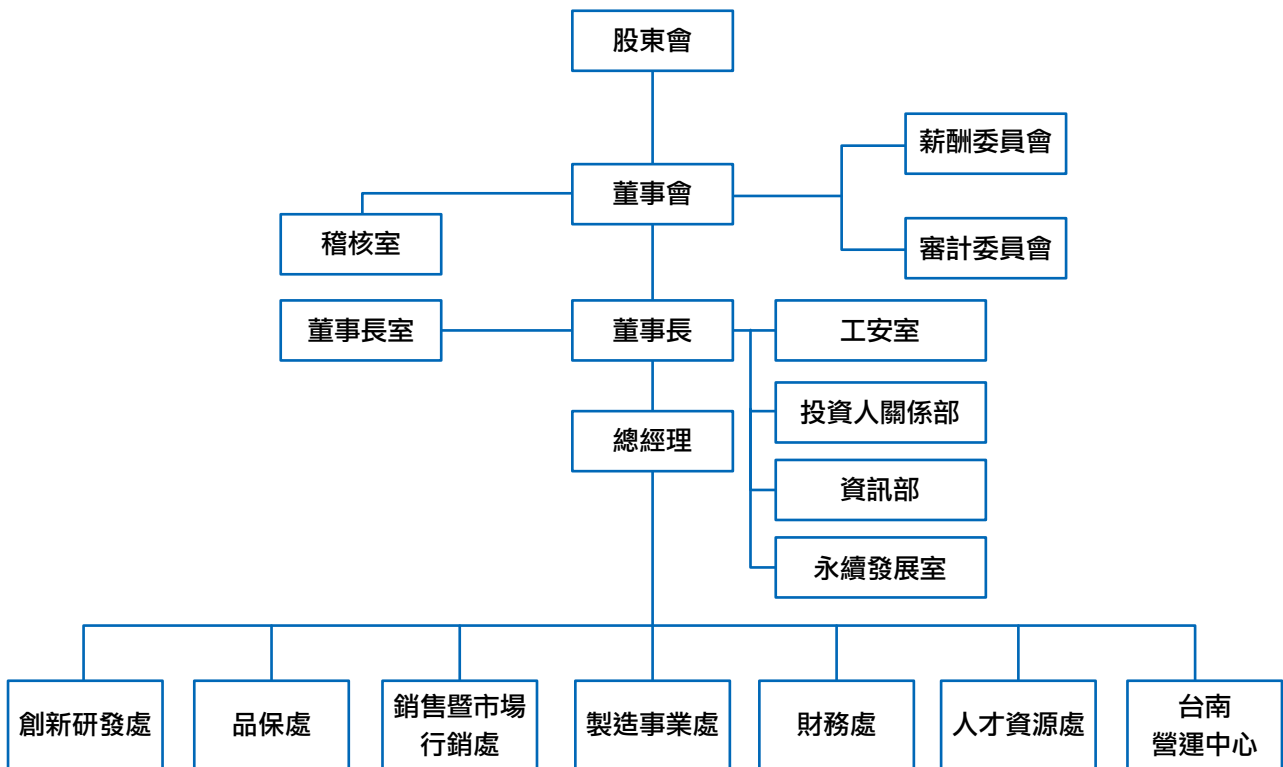 股東會
薪酬委員會
董事會
稽核室
審計委員會
董事長室
董事長
工安室
投資人關係部
總經理
資訊部
永續發展室
創新研發處
品保處
銷售暨市場
行銷處
製造事業處
財務處
人才資源處
台南
營運中心